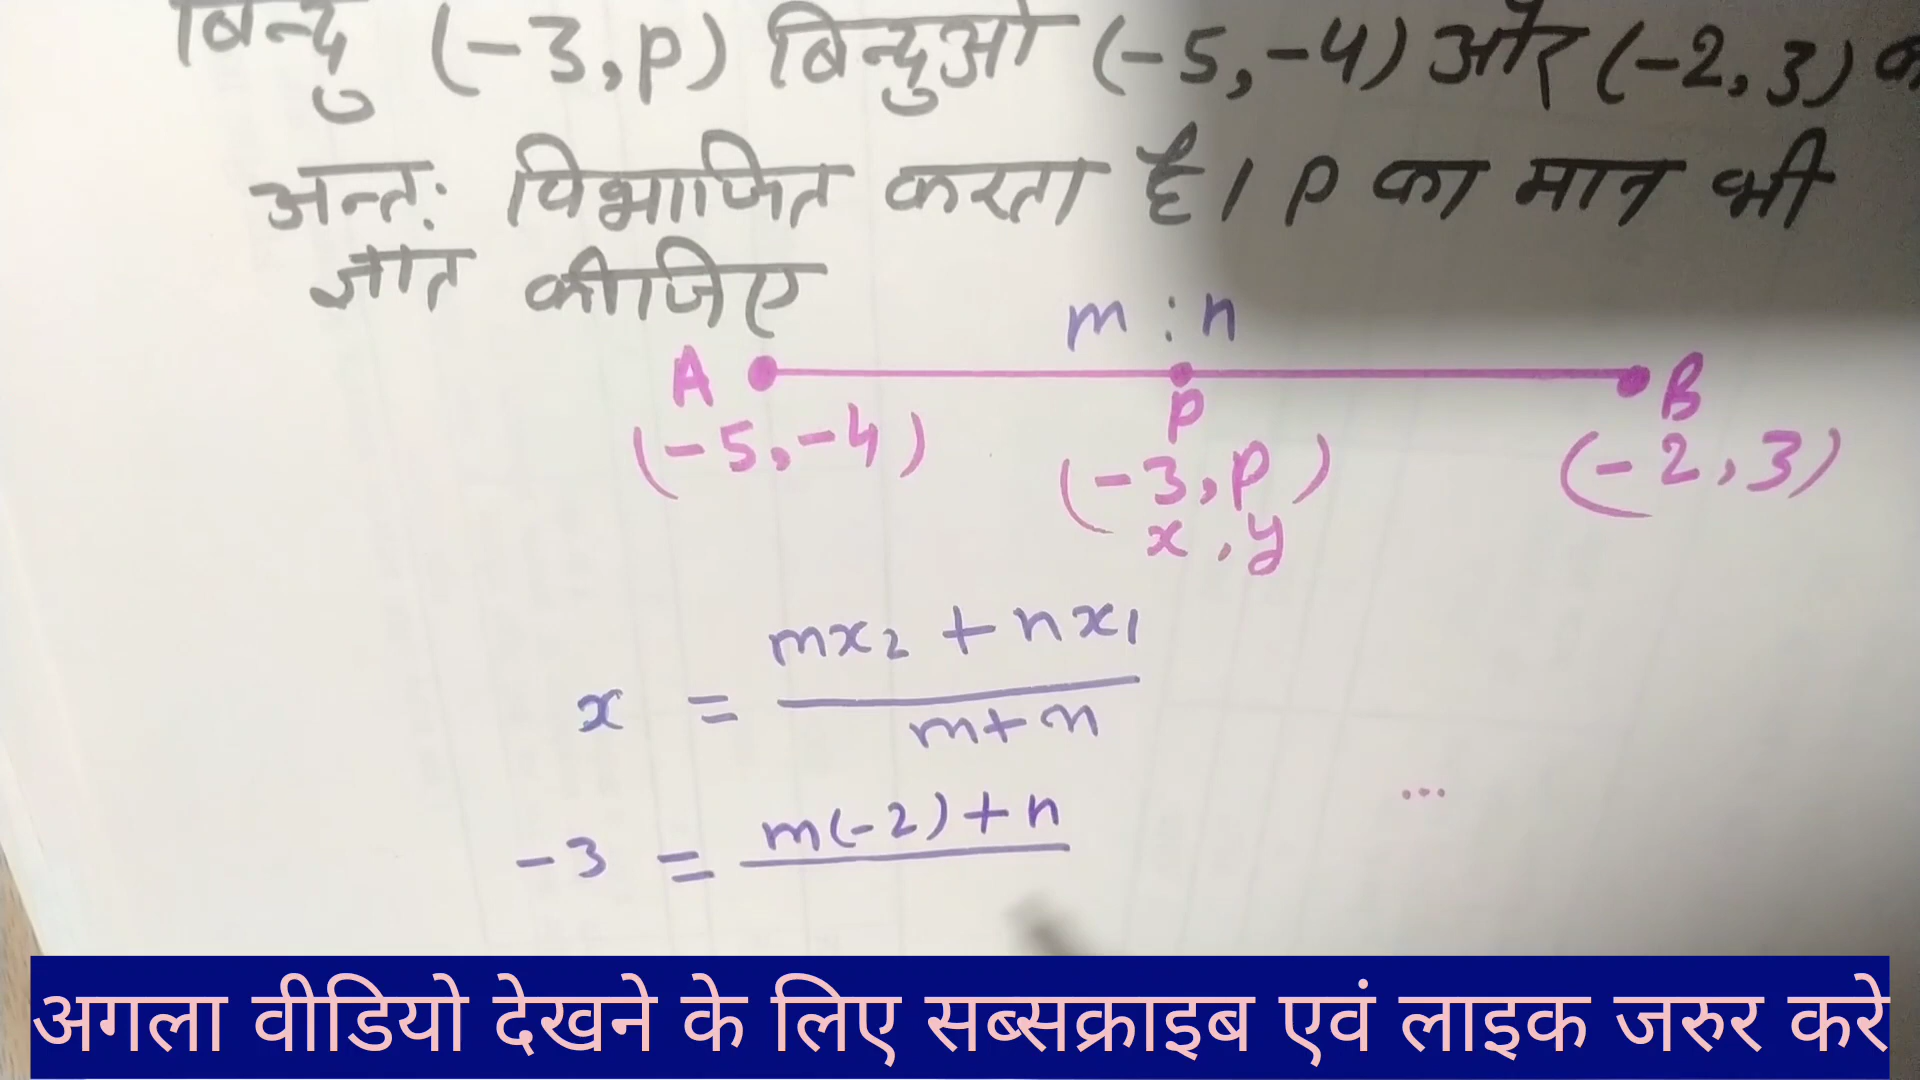 बिन्दु (-3,p) बिन्दुओ (-5,-4) और (-2,3)
अन्त: विभाजित करता है। p का मान भी
ज्ञात कीजिए
m : n
A B
P
(-5,-4) (-3,p) (-2,3)
x,y
x = mx₂ + nx₁ / m+n
-3 = m(-2)+n
...
अगला वीडियो देखने के लिए सब्सक्राइब एवं लाइक जरुर करे